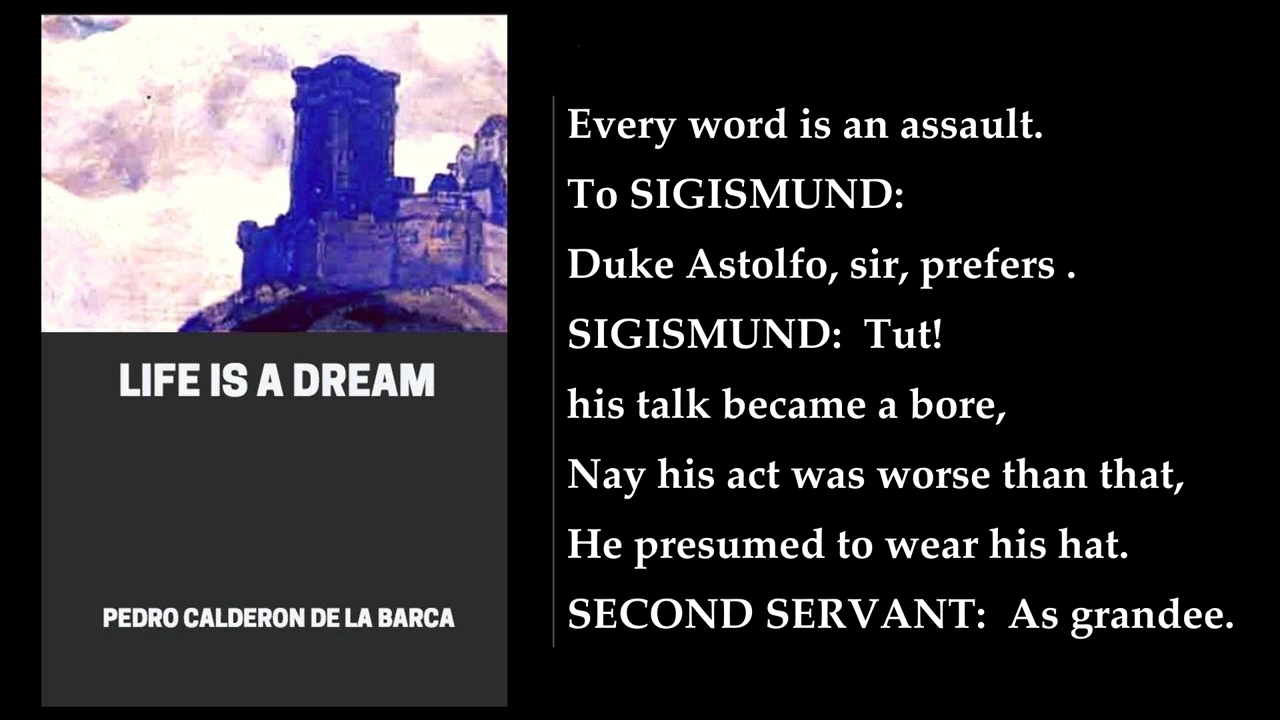 LIFE IS A DREAM
PEDRO CALDERON DE LA BARCA
Every word is an assault.
To SIGISMUND:
Duke Astolfo, sir, prefers .
SIGISMUND:  Tut!
his talk became a bore,
Nay his act was worse than that,
He presumed to wear his hat.
SECOND SERVANT:  As grandee.